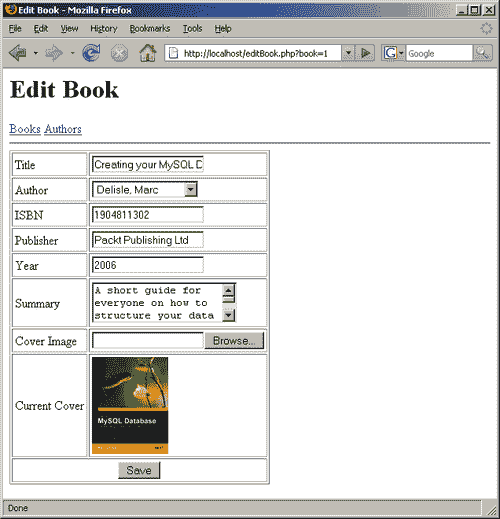 Edit Book - Mozilla Firefox
File Edit View History Bookmarks Tools Help
http://localhost/editBook.php?book=1
Google
Edit Book
Books Authors
Title Creating your MySQL D
Author Delisle, Marc
ISBN 1904811302
Publisher Packt Publishing Ltd
Year 2006
Summary A short guide for
everyone on how to
structure your data
Cover Image Browse...
Current Cover
MySQL Database
Save
Done